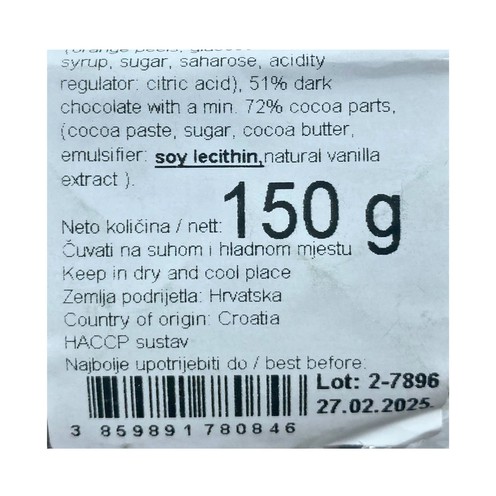 (orange peels, glucose
syrup, sugar, saharose, acidity
regulator: citric acid), 51% dark
chocolate with a min. 72% cocoa parts,
(cocoa paste, sugar, cocoa butter,
emulsifier: soy lecithin, natural vanilla
extract ).
Neto količina / nett: 150 g
Čuvati na suhom i hladnom mjestu
Keep in dry and cool place
Zemlja podrijetla: Hrvatska
Country of origin: Croatia
HACCP sustav
Najbolje upotrijebiti do / best before:
Lot: 2-7896
27.02.2025.
3 859891 780846